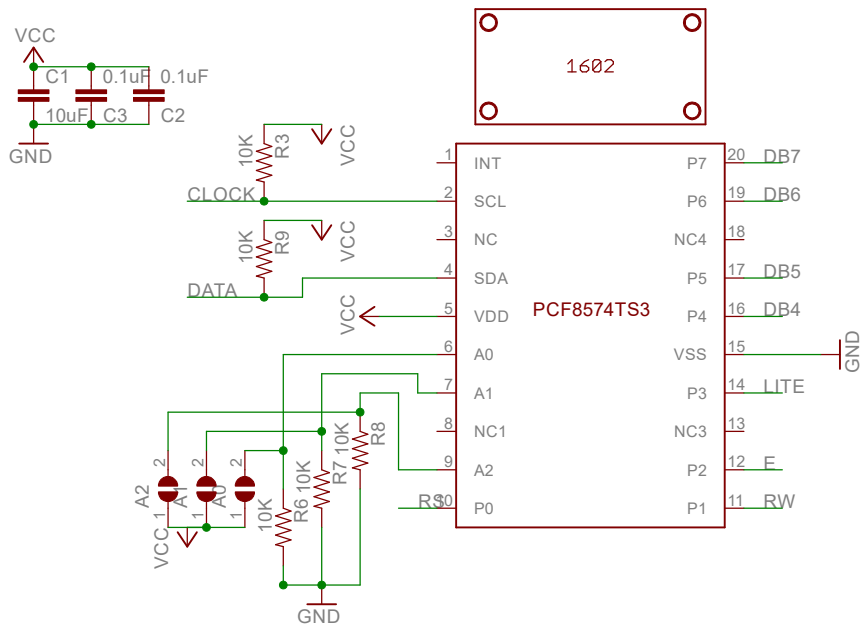 VCC
C1
0.1uF
0.1uF
10uF
C3
C2
GND
1602
10K
R3
VCC
CLOCK
10K
R9
VCC
DATA
VCC
1
INT
2
SCL
3
NC
4
SDA
5
VDD
6
A0
7
A1
8
NC1
9
A2
10
P0
RS
PCF8574TS3
P7
20
DB7
P6
19
DB6
NC4
18
P5
17
DB5
P4
16
DB4
VSS
15
GND
P3
14
LITE
NC3
13
P2
12
E
P1
11
RW
A2
2
1
A1
2
1
A0
2
1
VCC
10K
R6
10K
R7
10K
R8
GND